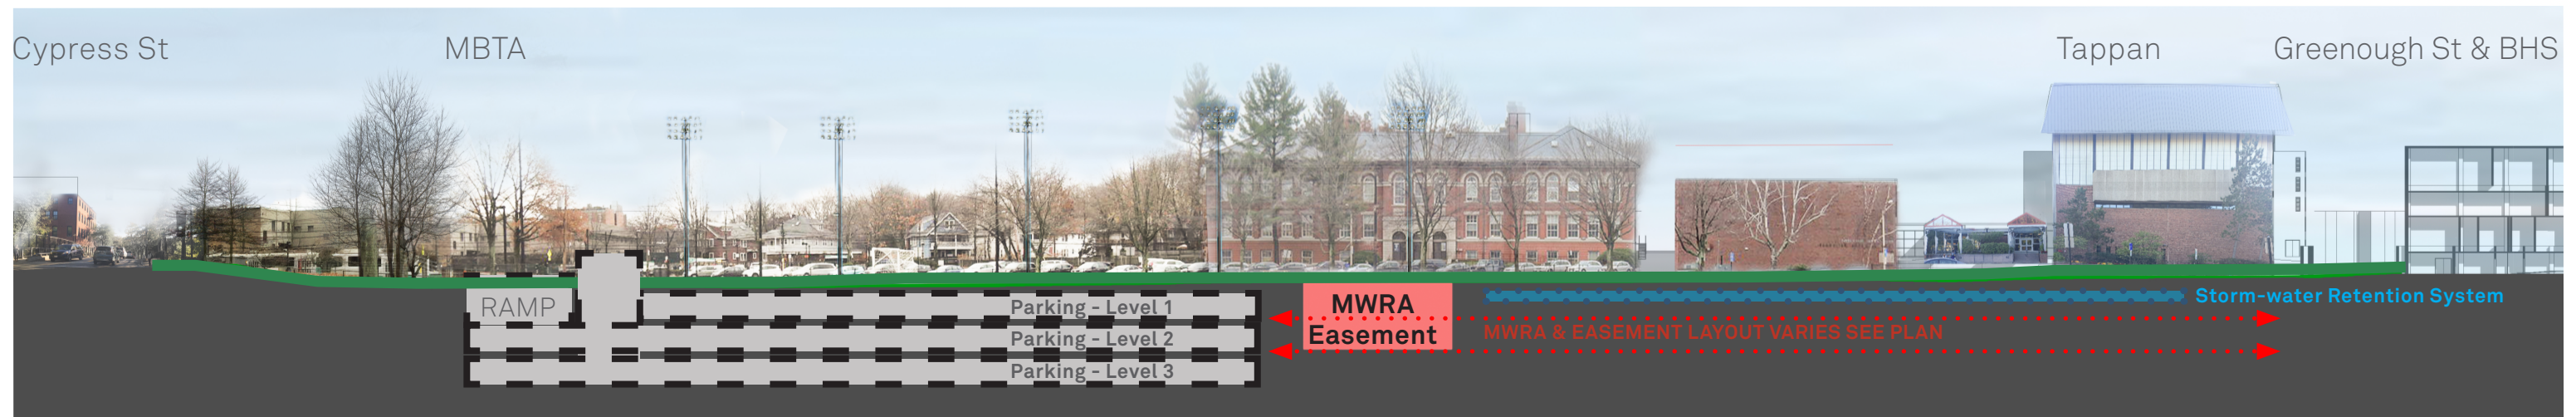 Cypress St
MBTA
Tappan
Greenough St & BHS
RAMP
Parking - Level 1
Parking - Level 2
Parking - Level 3
MWRA
Easement
Storm-water Retention System
MWRA & EASEMENT LAYOUT VARIES SEE PLAN